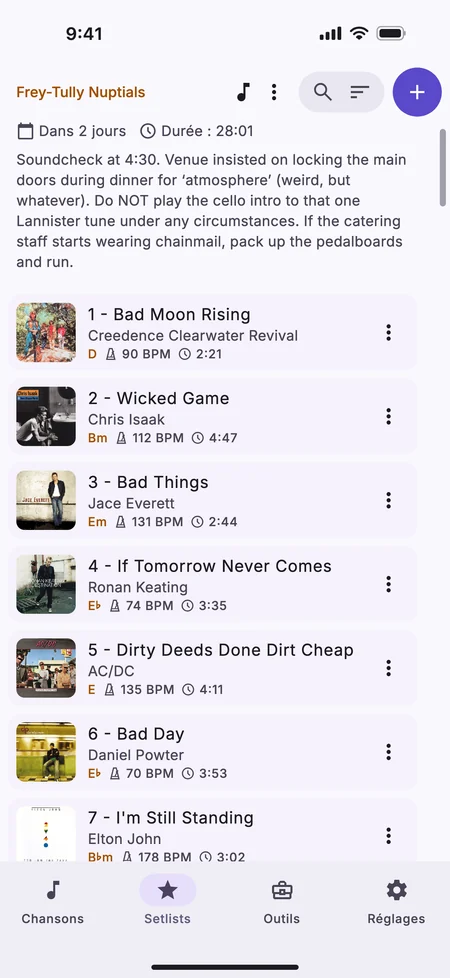 9:41
Frey-Tully Nuptials
Dans 2 jours Durée : 28:01
Soundcheck at 4:30. Venue insisted on locking the main
doors during dinner for ‘atmosphere’ (weird, but
whatever). Do NOT play the cello intro to that one
Lannister tune under any circumstances. If the catering
staff starts wearing chainmail, pack up the pedalboards
and run.
1 - Bad Moon Rising
Creedence Clearwater Revival
D 90 BPM 2:21
2 - Wicked Game
Chris Isaak
Bm 112 BPM 4:47
3 - Bad Things
Jace Everett
Em 131 BPM 2:44
4 - If Tomorrow Never Comes
Ronan Keating
E♭ 74 BPM 3:35
5 - Dirty Deeds Done Dirt Cheap
AC/DC
E 135 BPM 4:11
6 - Bad Day
Daniel Powter
E♭ 70 BPM 3:53
7 - I'm Still Standing
Elton John
B♭m 178 BPM 3:02
Chansons Setlists Outils Réglages